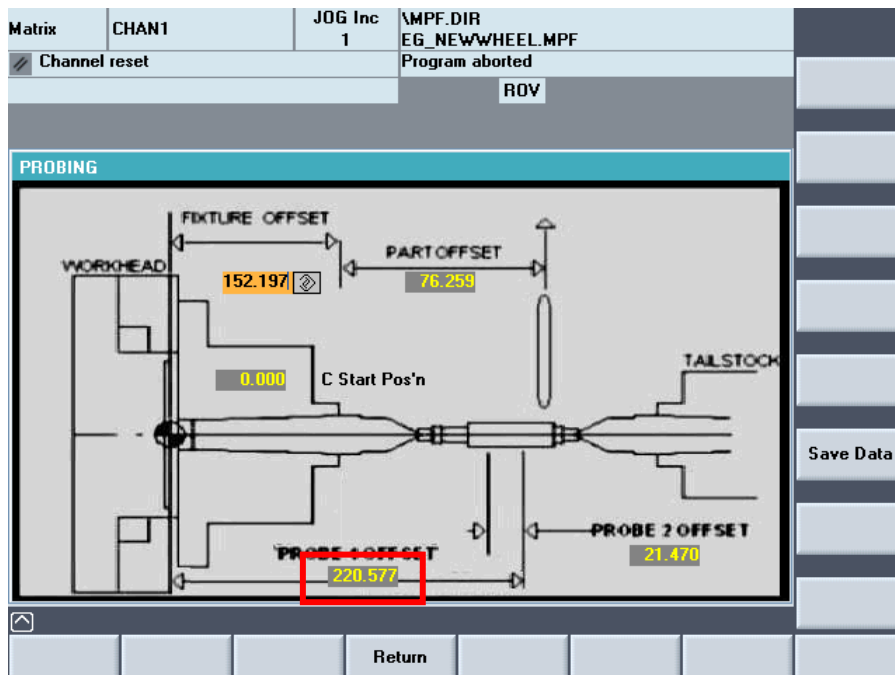 Matrix
CHAN1
JOG Inc
1
\MPF.DIR
EG_NEWWHEEL.MPF
Channel reset
Program aborted
ROV
PROBING
FIXTURE OFFSET
PART OFFSET
WORKHEAD
152.197
76.259
TAILSTOCK
0.000 C Start Pos'n
Save Data
PROBE 1 OFFSET
PROBE 2 OFFSET
220.577
21.470
Return